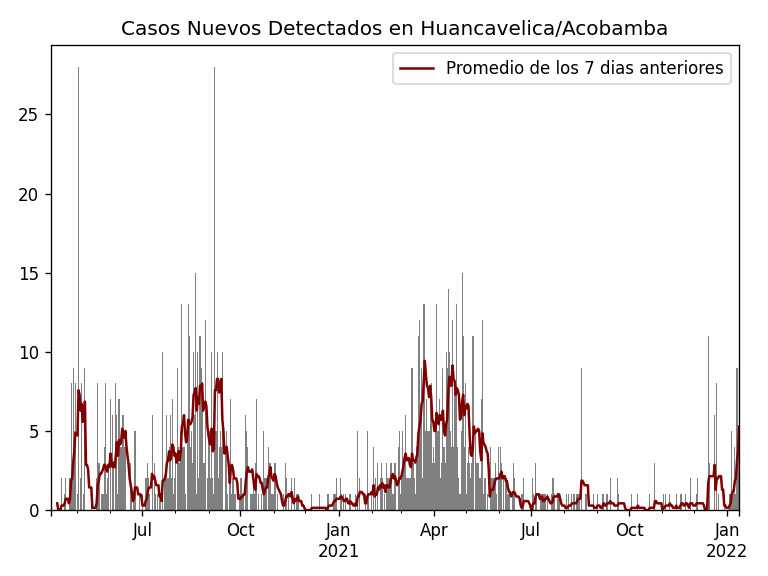 Casos Nuevos Detectados en Huancavelica/Acobamba
Promedio de los 7 dias anteriores
25
20
15
10
5
0
Jul
Oct
Jan
2021
Apr
Jul
Oct
Jan
2022